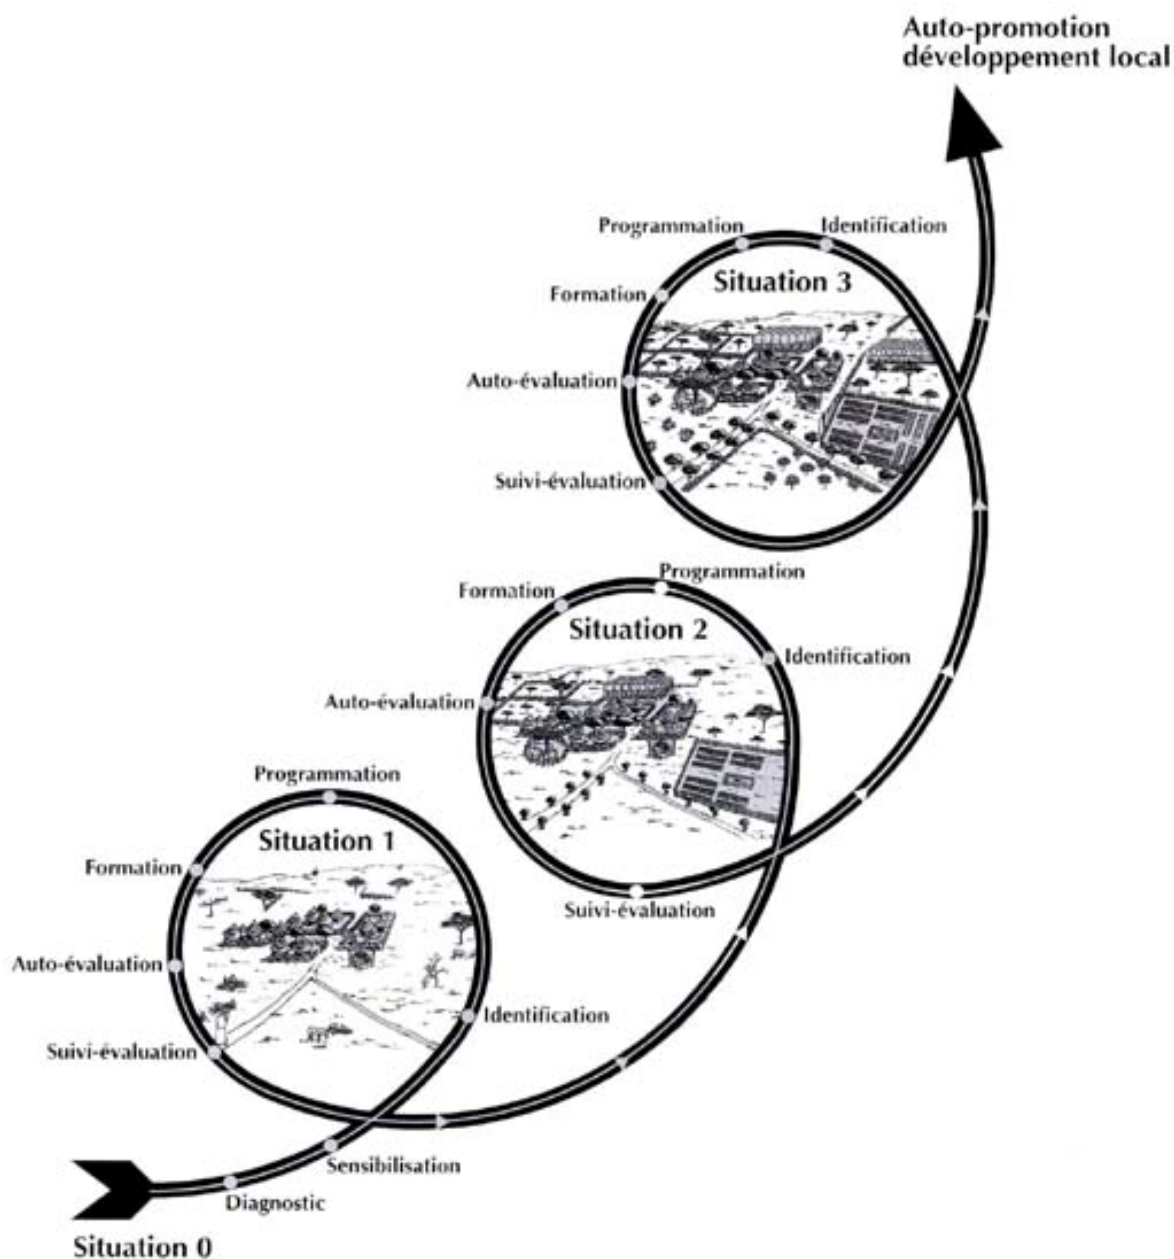 Auto-promotion
développement local
Programmation
Identification
Situation 3
Formation
Auto-évaluation
Suivi-évaluation
Programmation
Formation
Situation 2
Identification
Auto-évaluation
Programmation
Situation 1
Formation
Suivi-évaluation
Auto-évaluation
Identification
Suivi-évaluation
Sensibilisation
Diagnostic
Situation 0